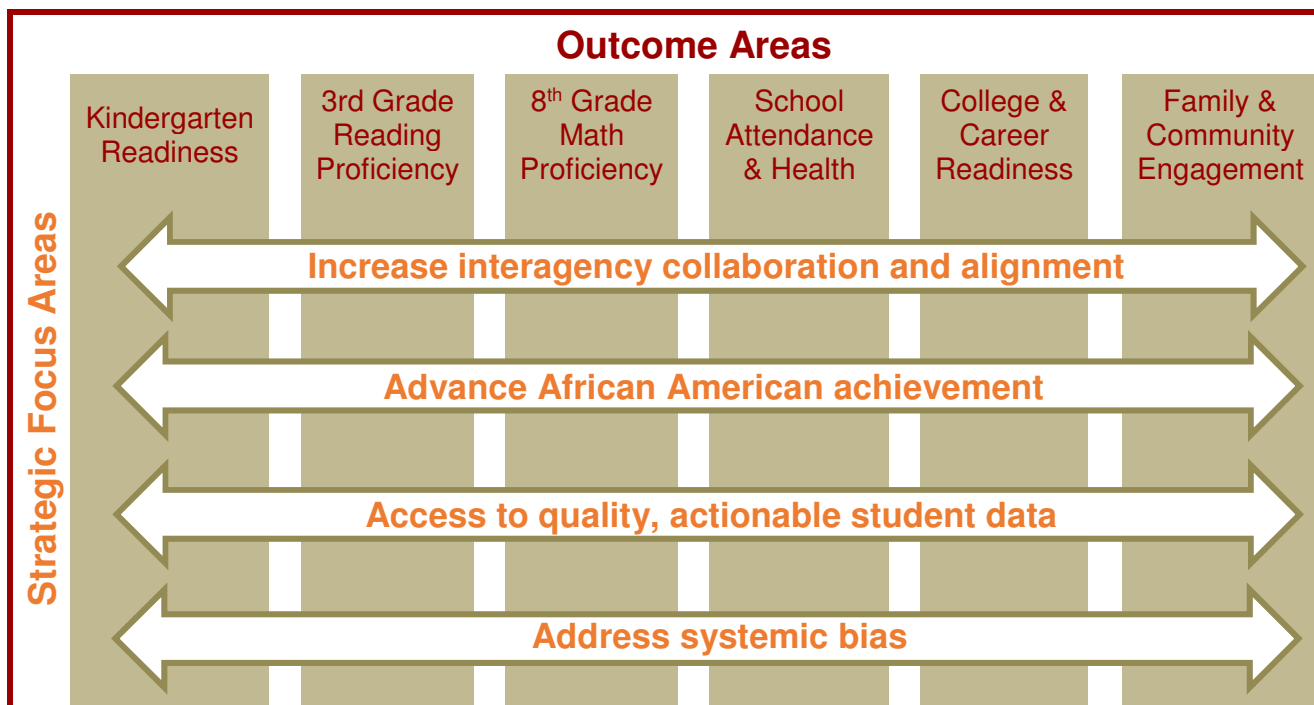 Outcome Areas
Kindergarten
Readiness
3rd Grade
Reading
Proficiency
8th Grade
Math
Proficiency
School
Attendance
& Health
College &
Career
Readiness
Family &
Community
Engagement
Strategic Focus Areas
Increase interagency collaboration and alignment
Advance African American achievement
Access to quality, actionable student data
Address systemic bias